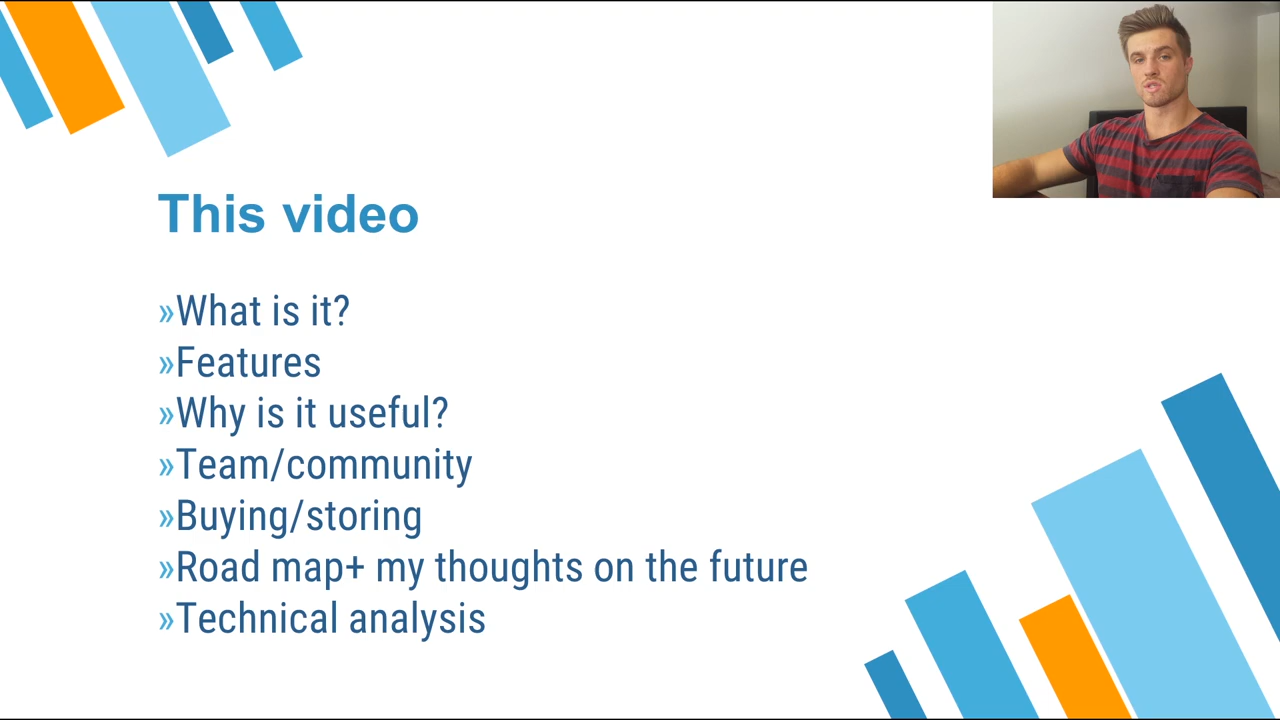 This video
»What is it?
»Features
»Why is it useful?
»Team/community
»Buying/storing
»Road map+ my thoughts on the future
»Technical analysis